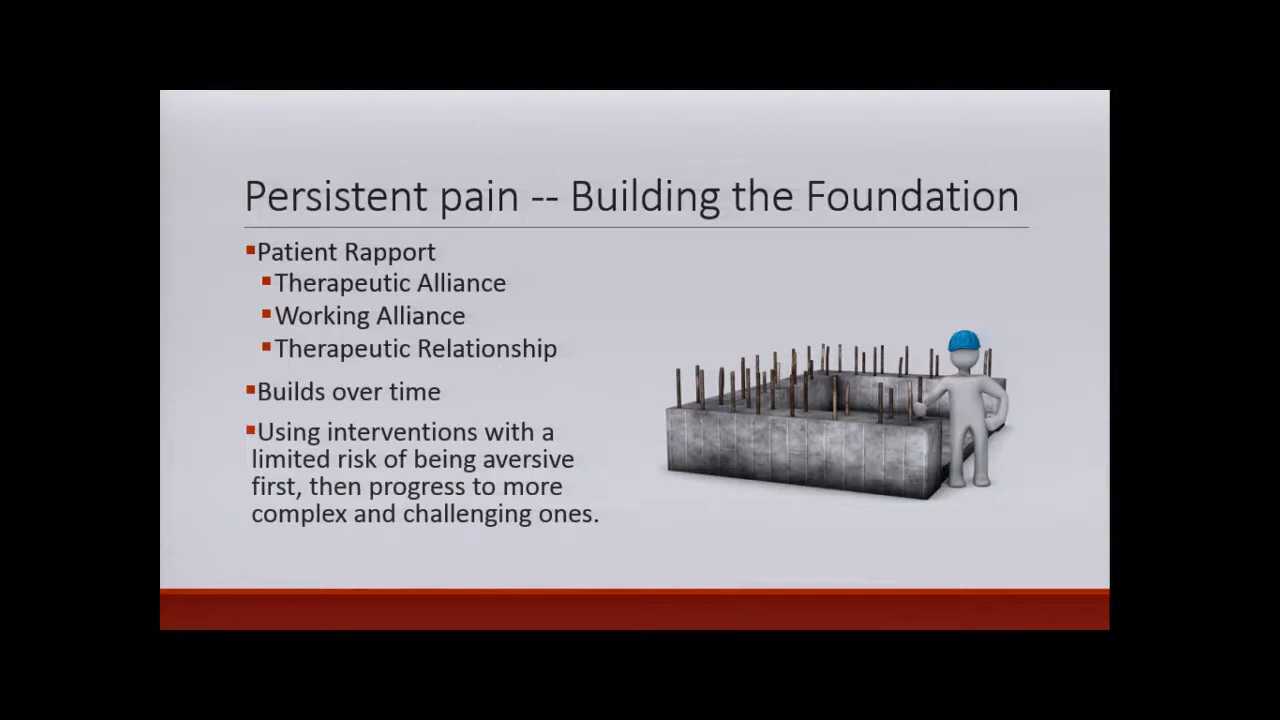 Persistent pain -- Building the Foundation
▪Patient Rapport
▪Therapeutic Alliance
▪Working Alliance
▪Therapeutic Relationship
▪Builds over time
▪Using interventions with a
limited risk of being aversive
first, then progress to more
complex and challenging ones.